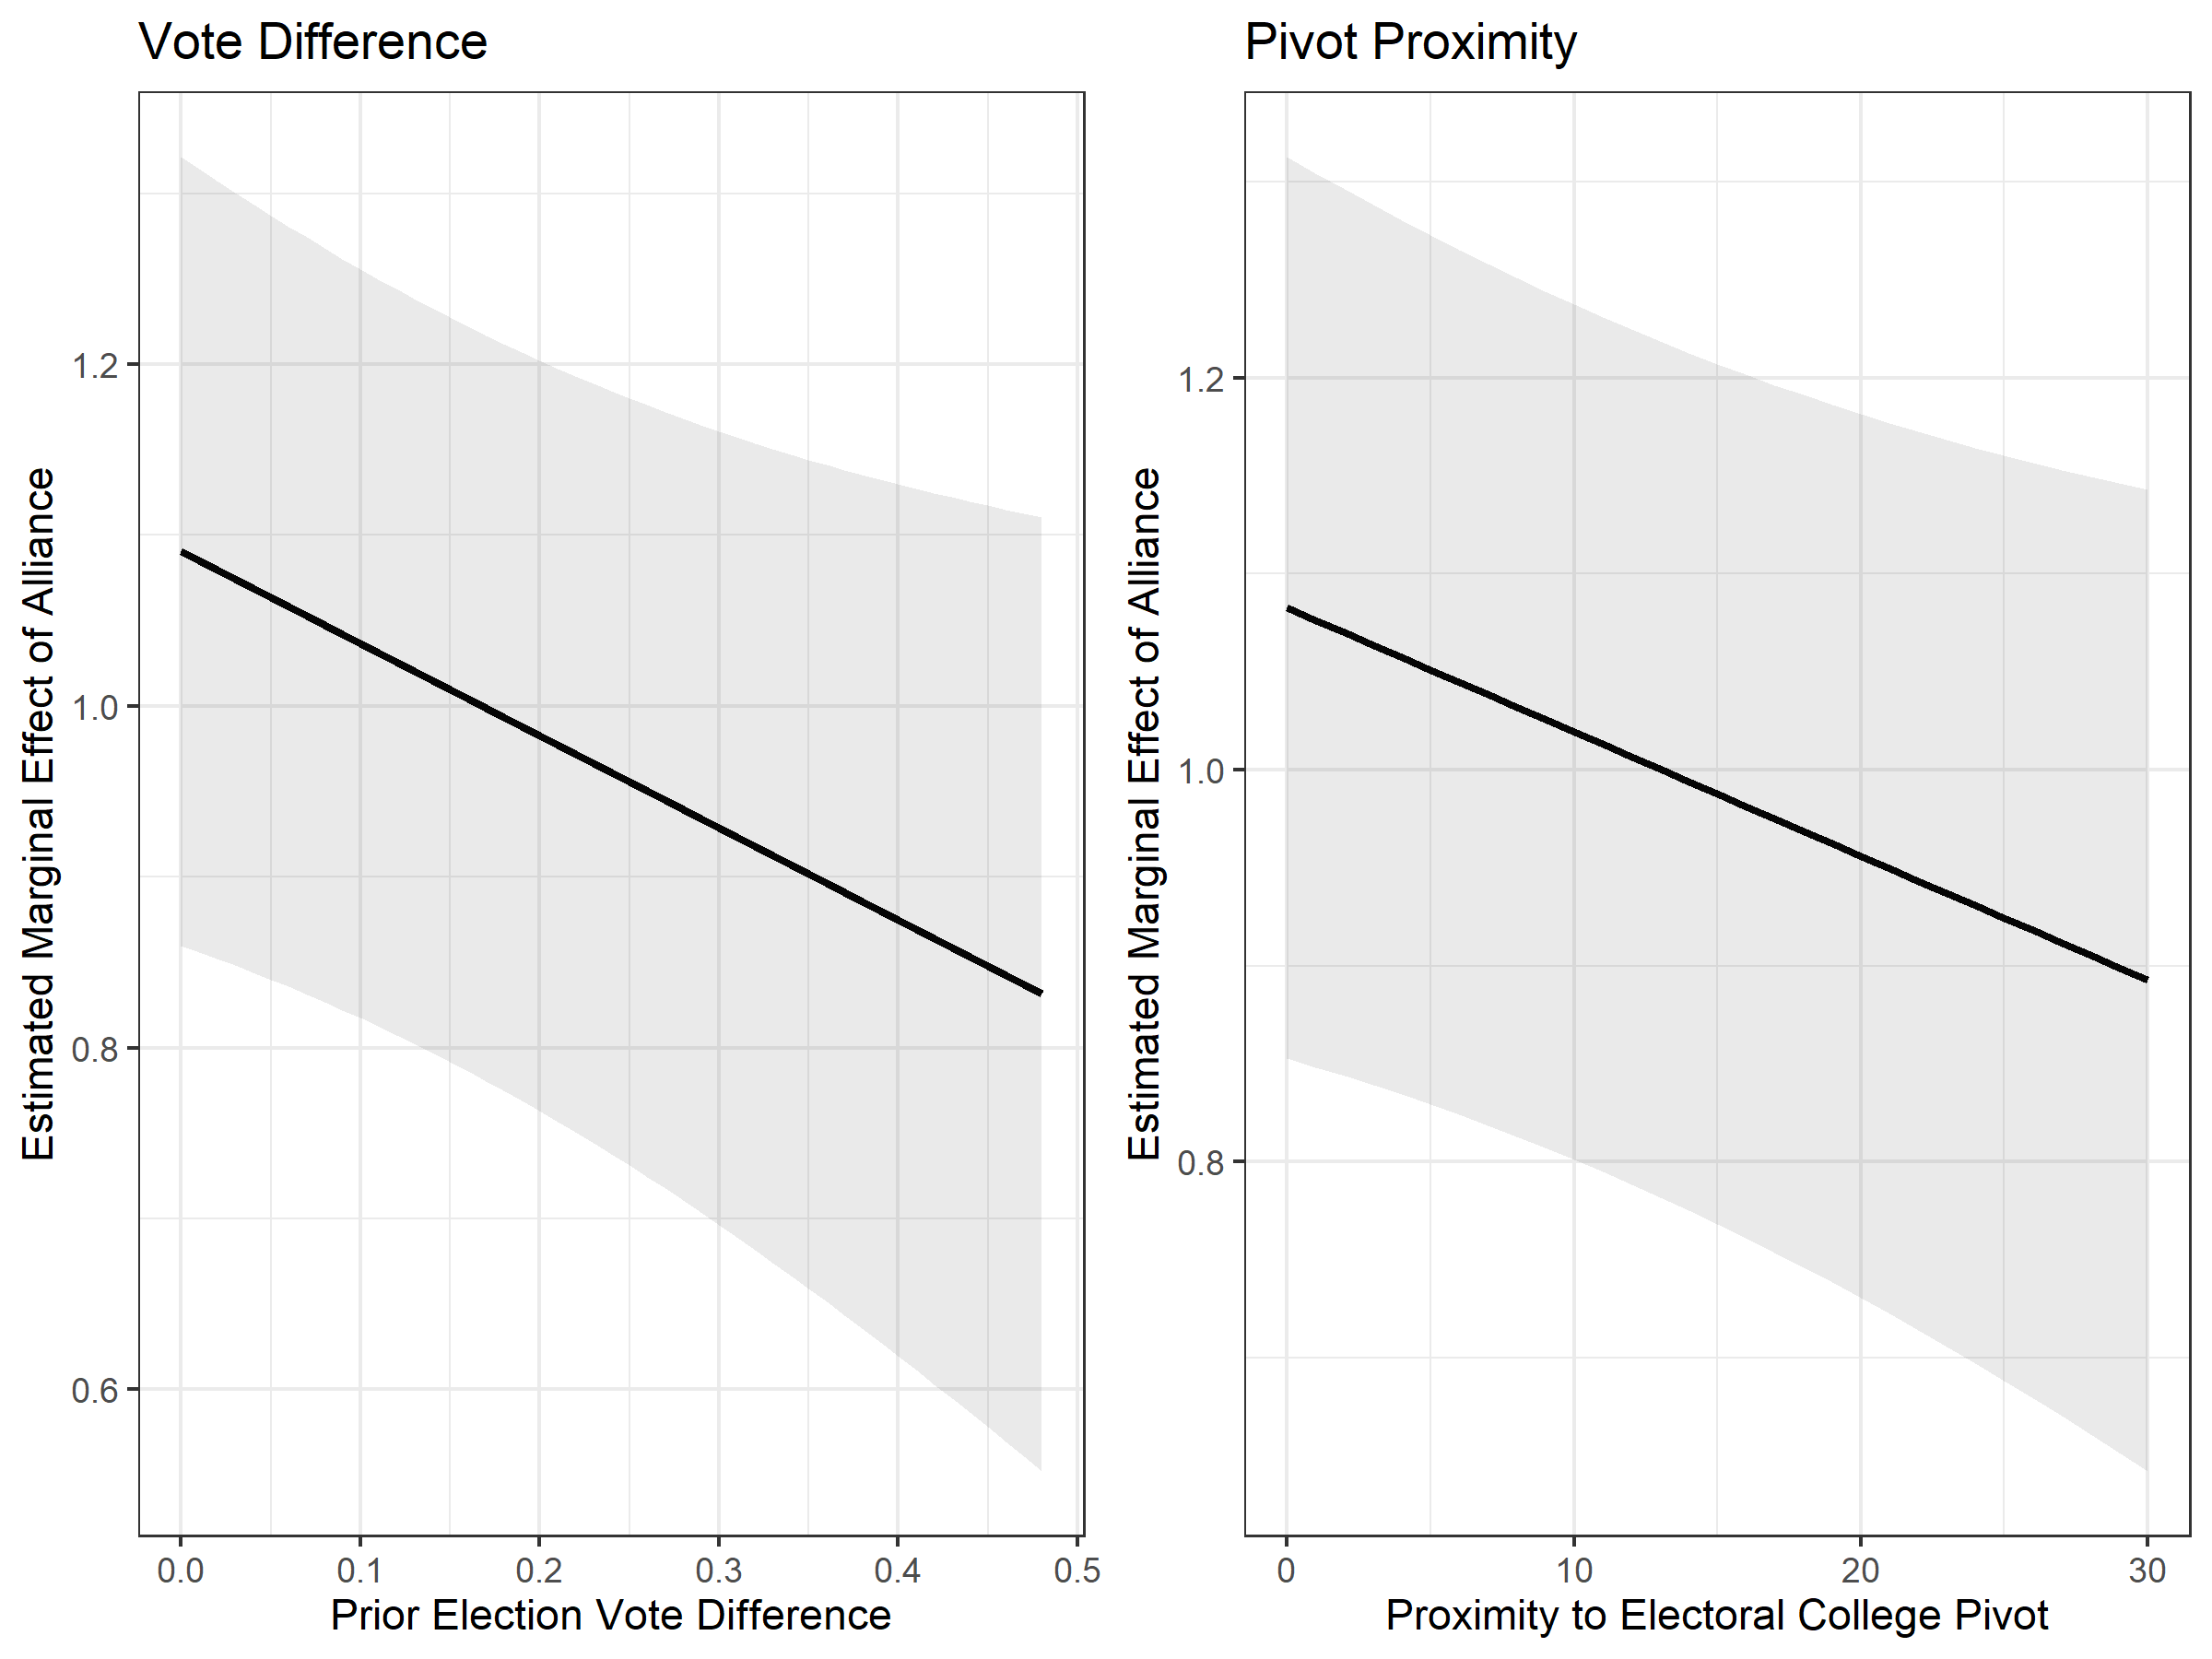 Vote Difference
Estimated Marginal Effect of Alliance
1.2
1.0
0.8
0.6
0.0 0.1 0.2 0.3 0.4 0.5
Prior Election Vote Difference
Pivot Proximity
Estimated Marginal Effect of Alliance
1.2
1.0
0.8
0 10 20 30
Proximity to Electoral College Pivot